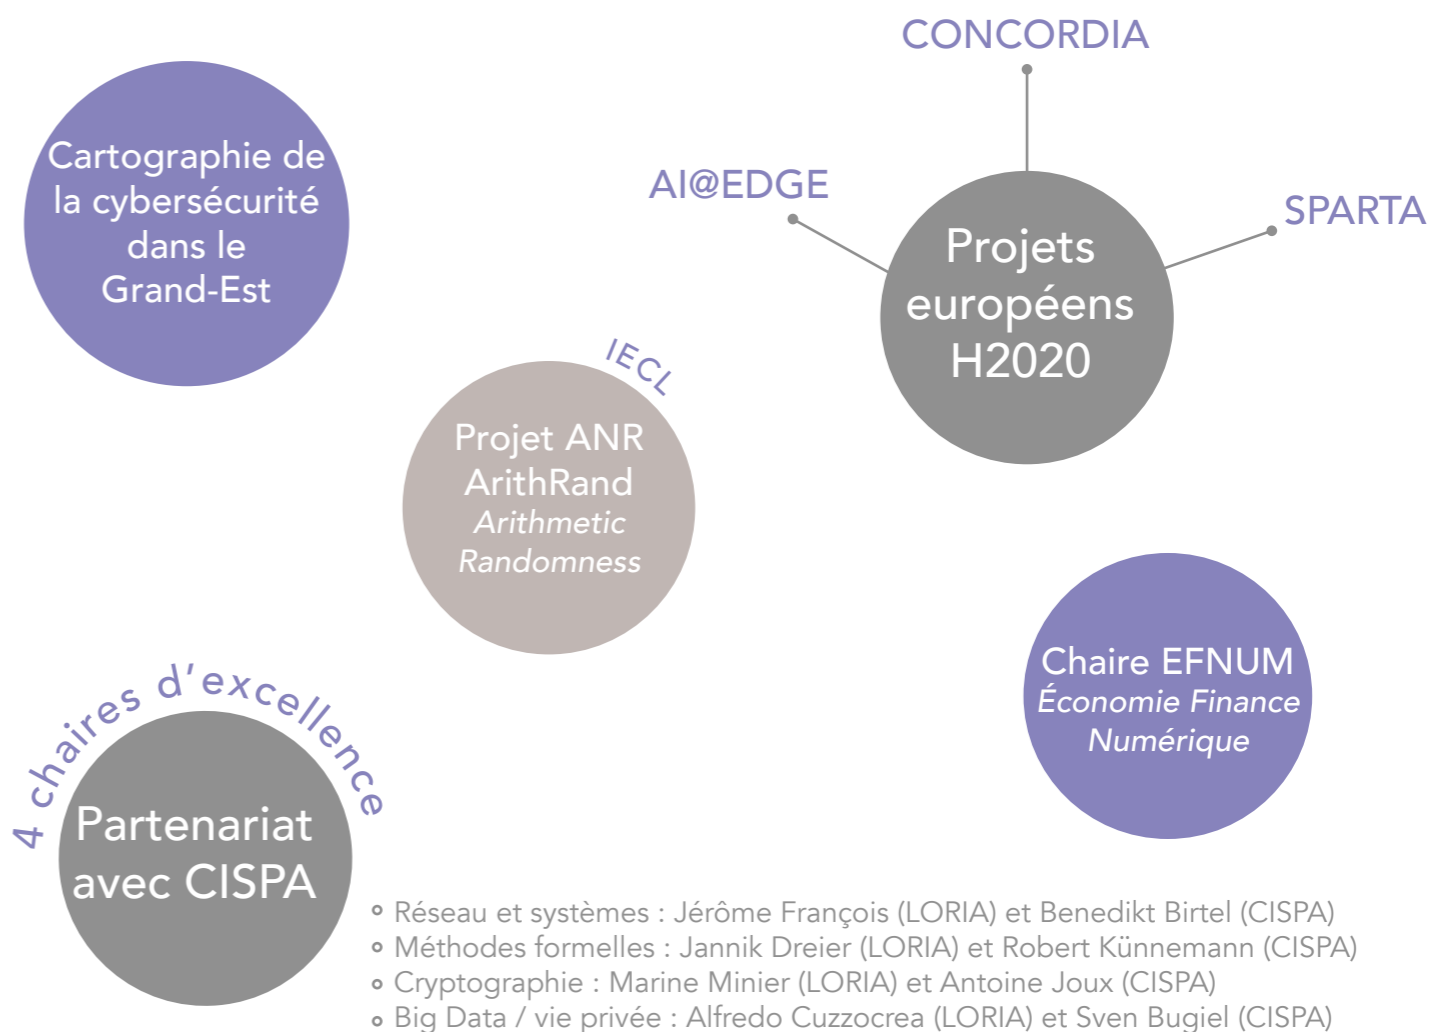 CONCORDIA
AI@EDGE
SPARTA
Projets
européens
H2020
Cartographie de
la cybersécurité
dans le
Grand-Est
IECL
Projet ANR
ArithRand
Arithmetic
Randomness
Chaire EFNUM
Économie Finance
Numérique
4 chaires d'excellence
Partenariat
avec CISPA
Réseau et systèmes : Jérôme François (LORIA) et Benedikt Birtel (CISPA)
Méthodes formelles : Jannik Dreier (LORIA) et Robert Künnemann (CISPA)
Cryptographie : Marine Minier (LORIA) et Antoine Joux (CISPA)
Big Data / vie privée : Alfredo Cuzzocrea (LORIA) et Sven Bugiel (CISPA)